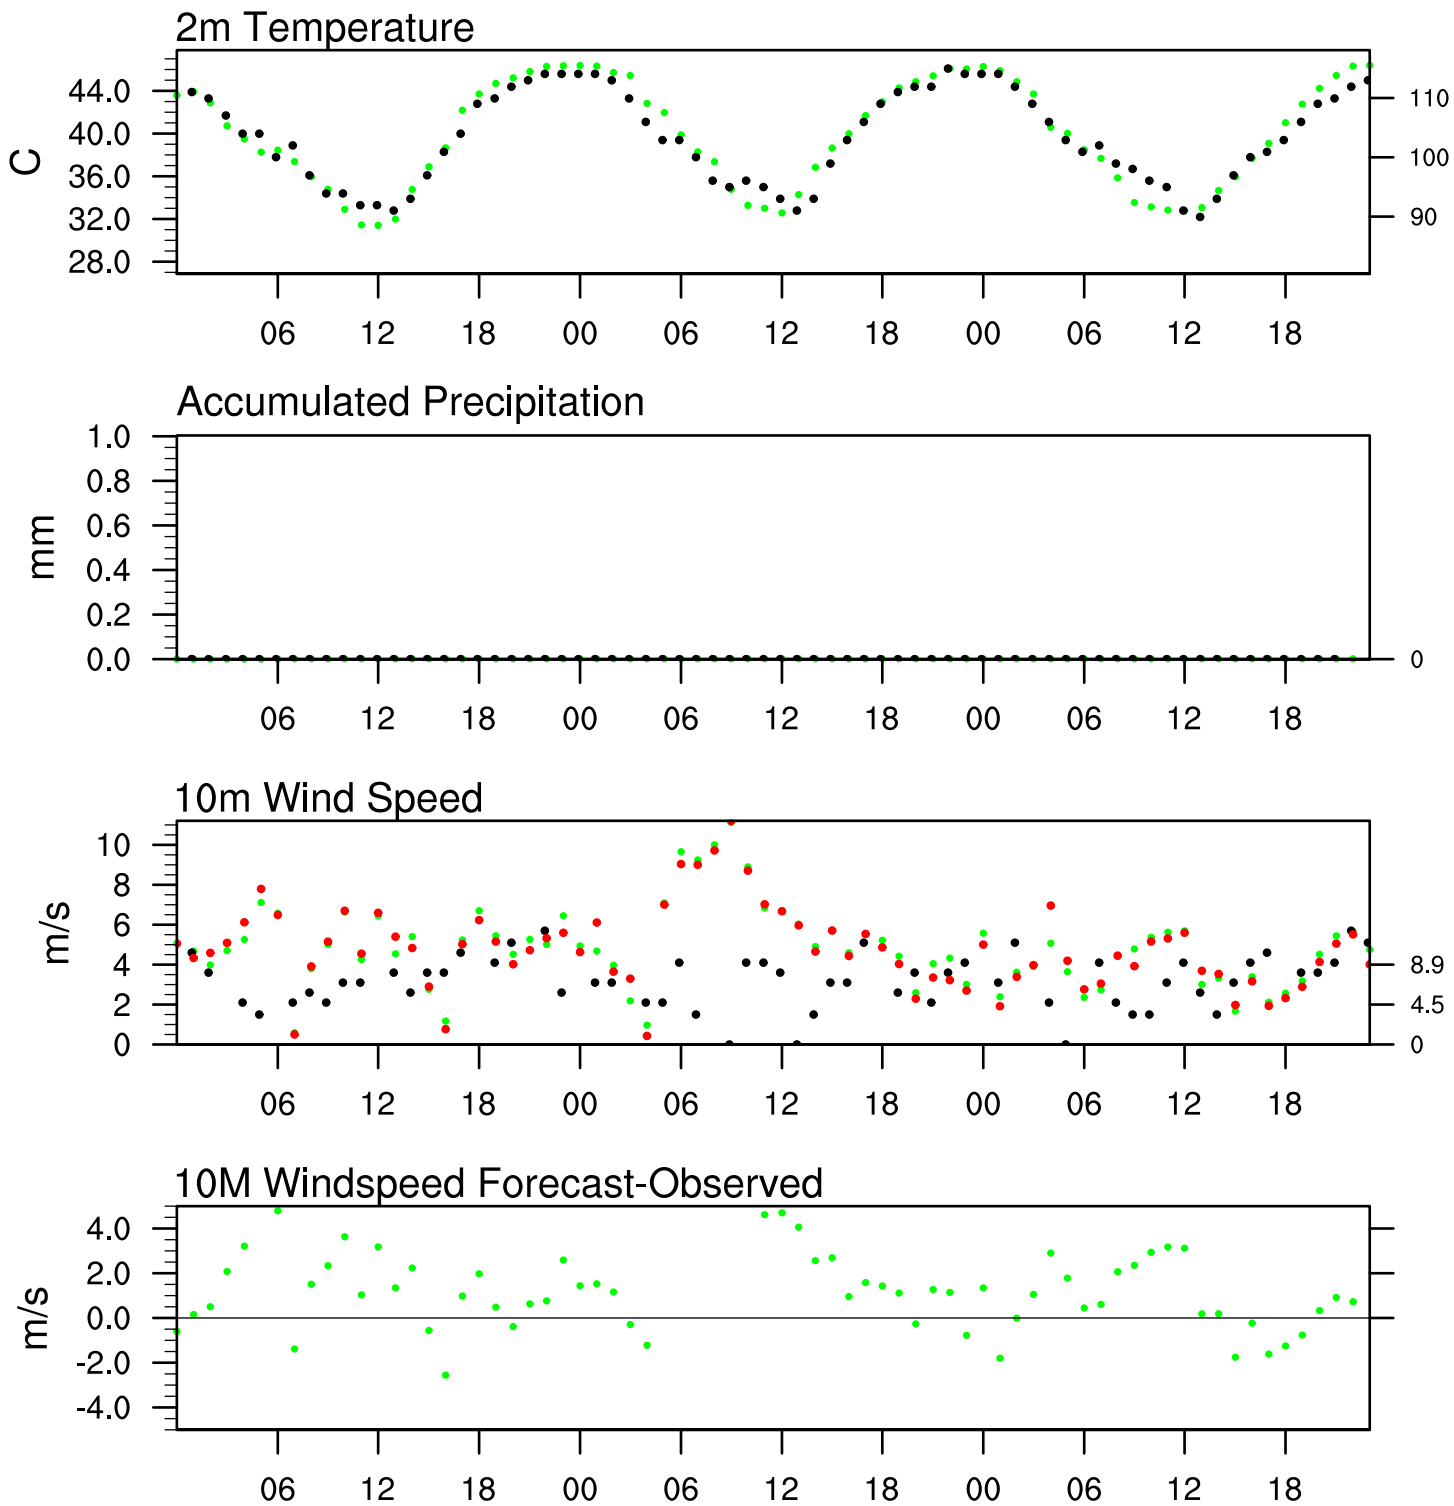 2m Temperature
C
44.0
40.0
36.0
32.0
28.0
110
100
90
06 12 18 00 06 12 18 00 06 12 18
Accumulated Precipitation
mm
1.0
0.8
0.6
0.4
0.2
0.0
0
06 12 18 00 06 12 18 00 06 12 18
10m Wind Speed
m/s
10
8
6
4
2
0
8.9
4.5
0
06 12 18 00 06 12 18 00 06 12 18
10M Windspeed Forecast-Observed
m/s
4.0
2.0
0.0
-2.0
-4.0
06 12 18 00 06 12 18 00 06 12 18